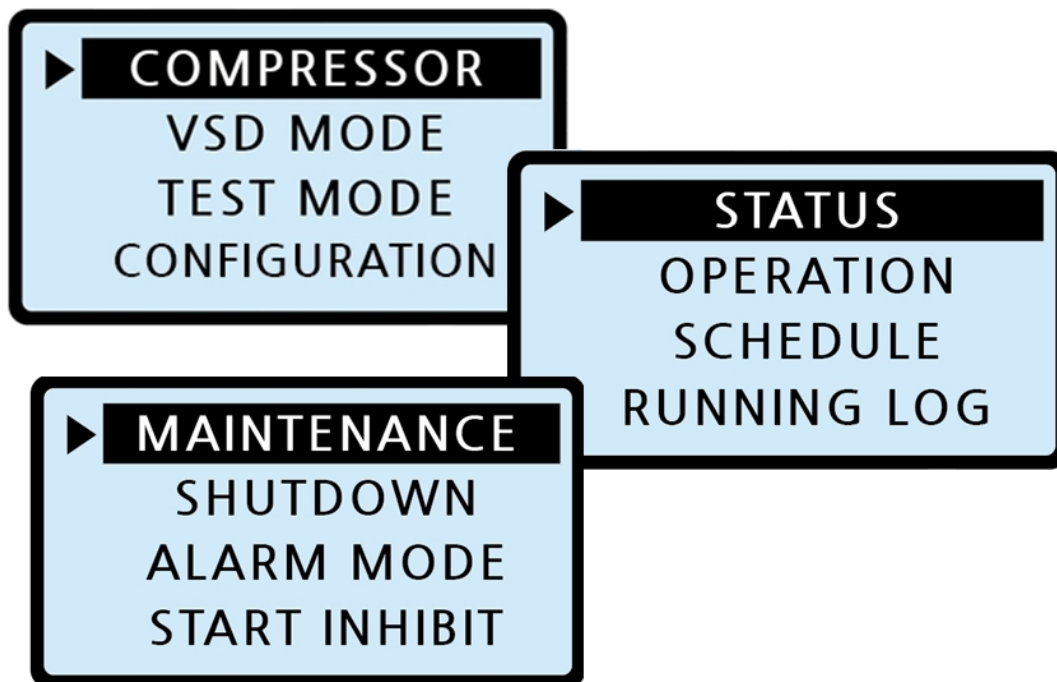 COMPRESSOR
VSD MODE
TEST MODE
CONFIGURATION
STATUS
OPERATION
SCHEDULE
RUNNING LOG
MAINTENANCE
SHUTDOWN
ALARM MODE
START INHIBIT